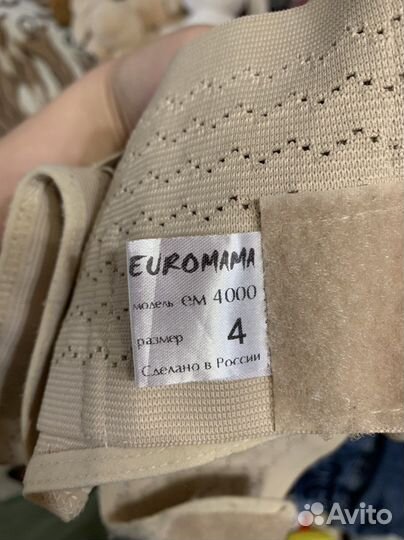 EUROMAMA
модель ем 4000
размер 4
Сделано в России
Avito